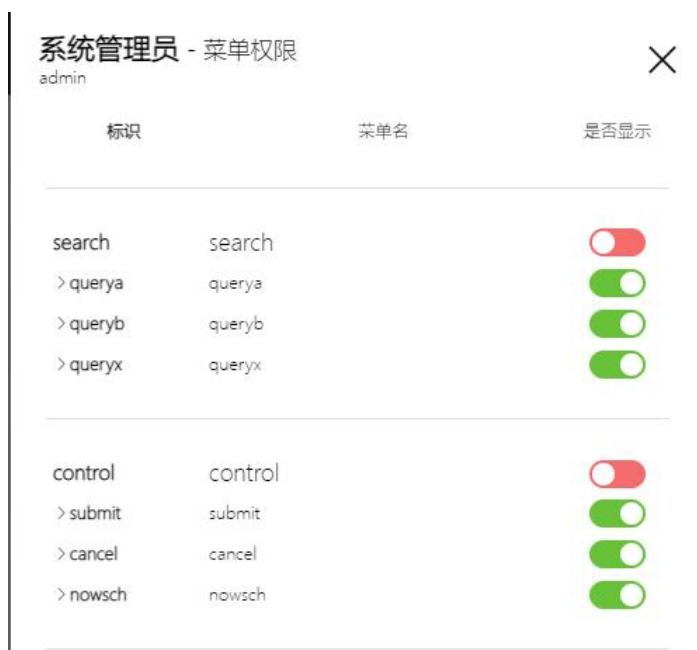 系统管理员 - 菜单权限
admin
标识 菜单名 是否显示
search search
querya querya
queryb queryb
queryx queryx
control control
submit submit
cancel cancel
nowsch nowsch